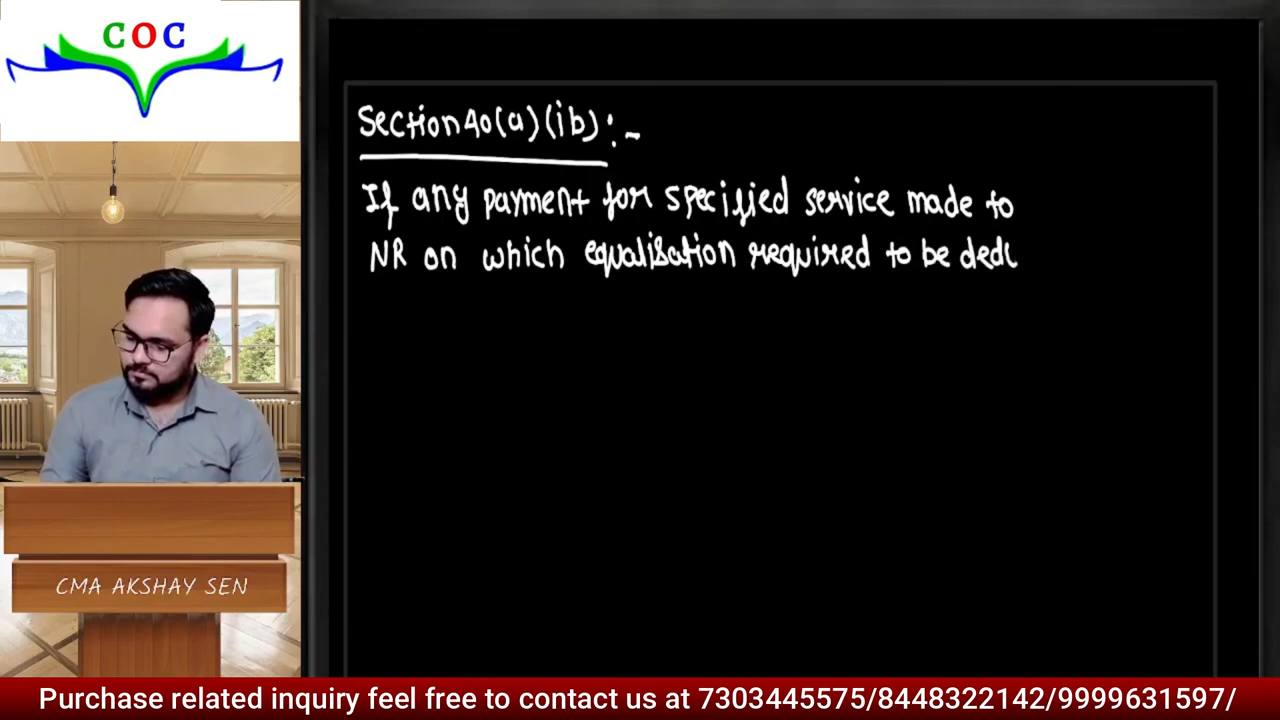 COC
Section 40(a)(ib):-
If any payment for specified service made to
NR on which equalisation required to be dedu
CMA AKSHAY SEN
Purchase related inquiry feel free to contact us at 7303445575/8448322142/9999631597/